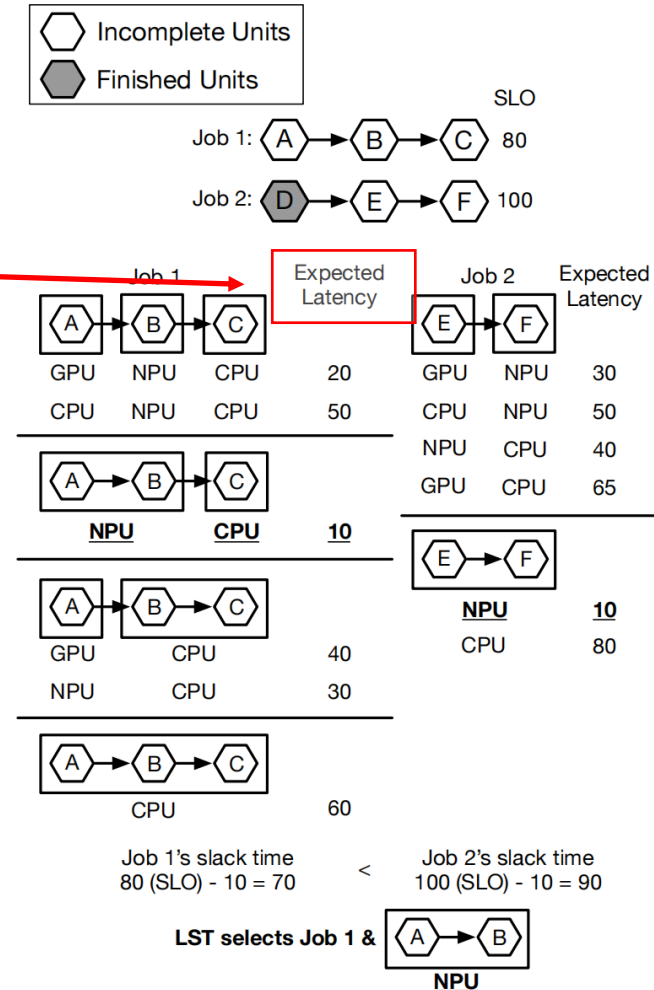 Incomplete Units
Finished Units
SLO
Job 1: A B C 80
Job 2: D E F 100
Job 1 Expected Latency
A B C
GPU NPU CPU 20
CPU NPU CPU 50
A B C
NPU CPU 10
A B C
GPU CPU 40
NPU CPU 30
A B C
CPU 60
Job 2 Expected Latency
E F
GPU NPU 30
CPU NPU 50
NPU CPU 40
GPU CPU 65
E F
NPU 10
CPU 80
Job 1's slack time
80 (SLO) - 10 = 70
<
Job 2's slack time
100 (SLO) - 10 = 90
LST selects Job 1 & A B
NPU